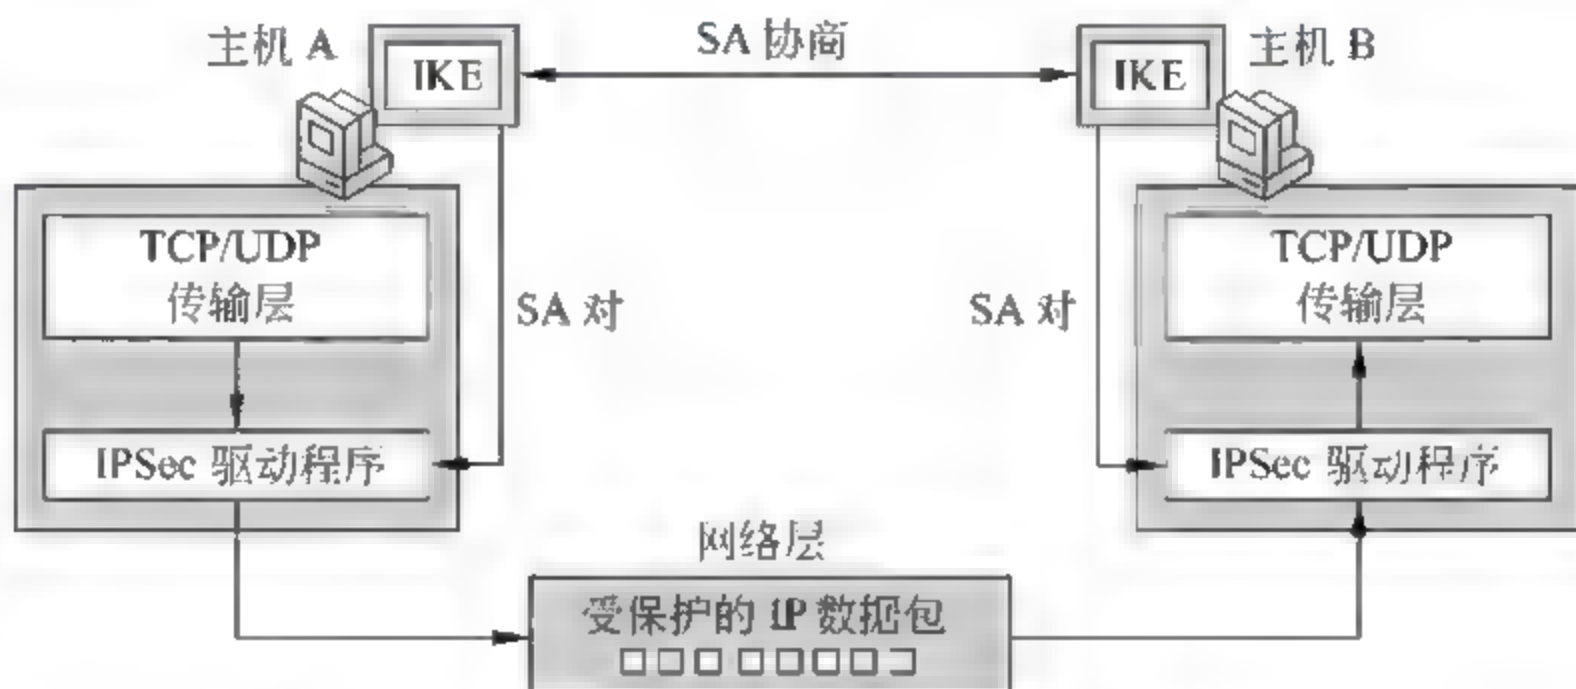 主机 A
IKE
SA 协商
IKE
主机 B
TCP/UDP
传输层
SA 对
SA 对
TCP/UDP
传输层
IPSec 驱动程序
IPSec 驱动程序
网络层
受保护的 IP 数据包